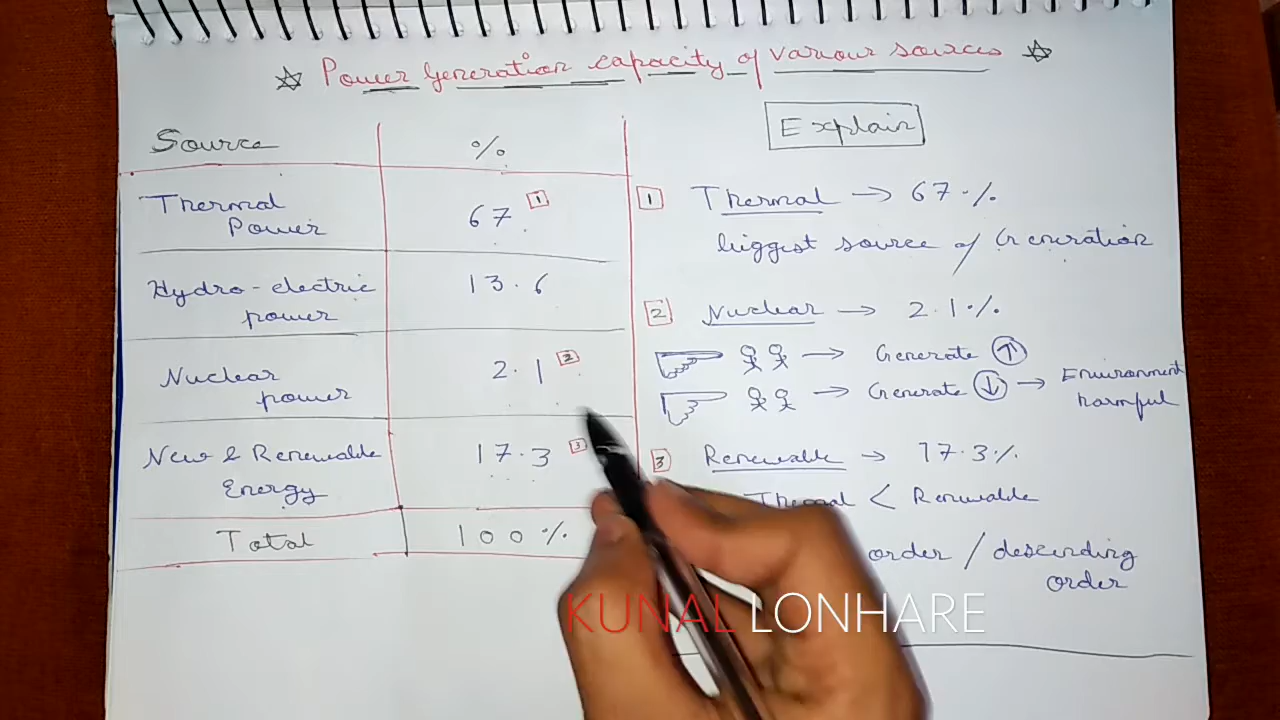 ☆ Power Generation capacity of various sources ☆
Source %
Thermal Power 67 1
Hydro-electric power 13.6
Nuclear power 2.1 2
New & Renewable Energy 17.3 3
Total 100%
Explain
1 Thermal → 67%
biggest source of Generation
2 Nuclear → 2.1%
→ Generate ↑
→ Generate ↓ → Environment harmful
3 Renewable → 17.3%
Thermal < Renewable
order / descending
order
KUNAL LONHARE